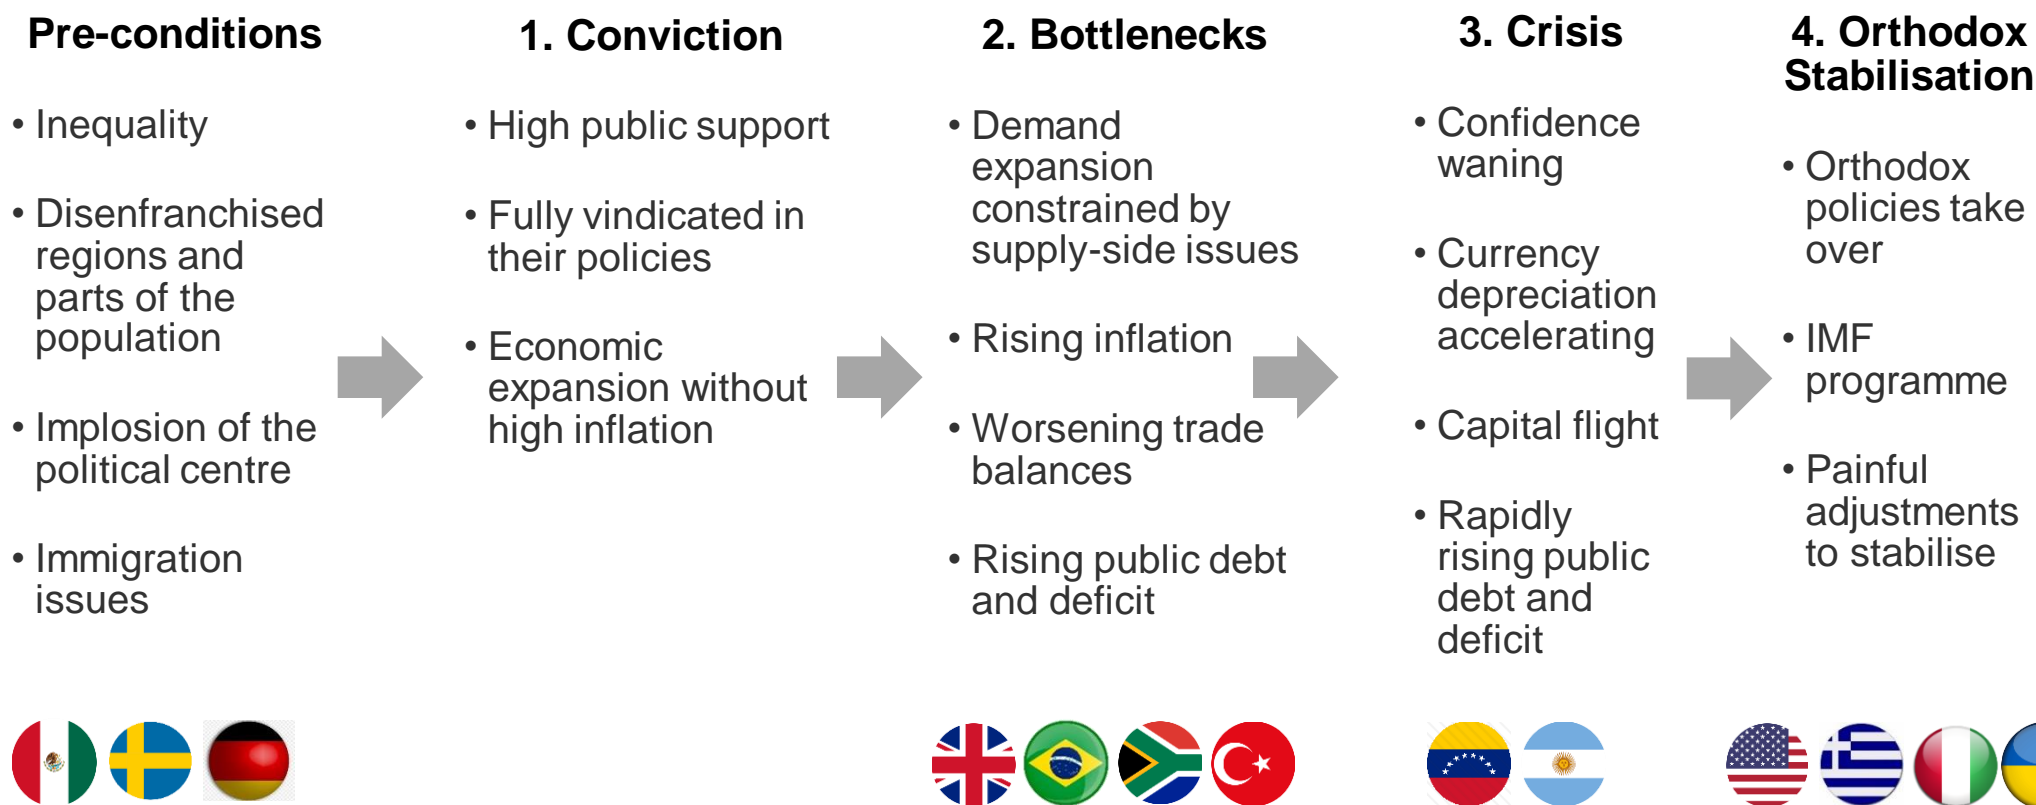 Pre-conditions
• Inequality
• Disenfranchised
regions and
parts of the
population
• Implosion of the
political centre
• Immigration
issues
1. Conviction
• High public support
• Fully vindicated in
their policies
• Economic
expansion without
high inflation
2. Bottlenecks
• Demand
expansion
constrained by
supply-side issues
• Rising inflation
• Worsening trade
balances
• Rising public debt
and deficit
3. Crisis
• Confidence
waning
• Currency
depreciation
accelerating
• Capital flight
• Rapidly
rising public
debt and
deficit
4. Orthodox
Stabilisation
• Orthodox
policies take
over
• IMF
programme
• Painful
adjustments
to stabilise